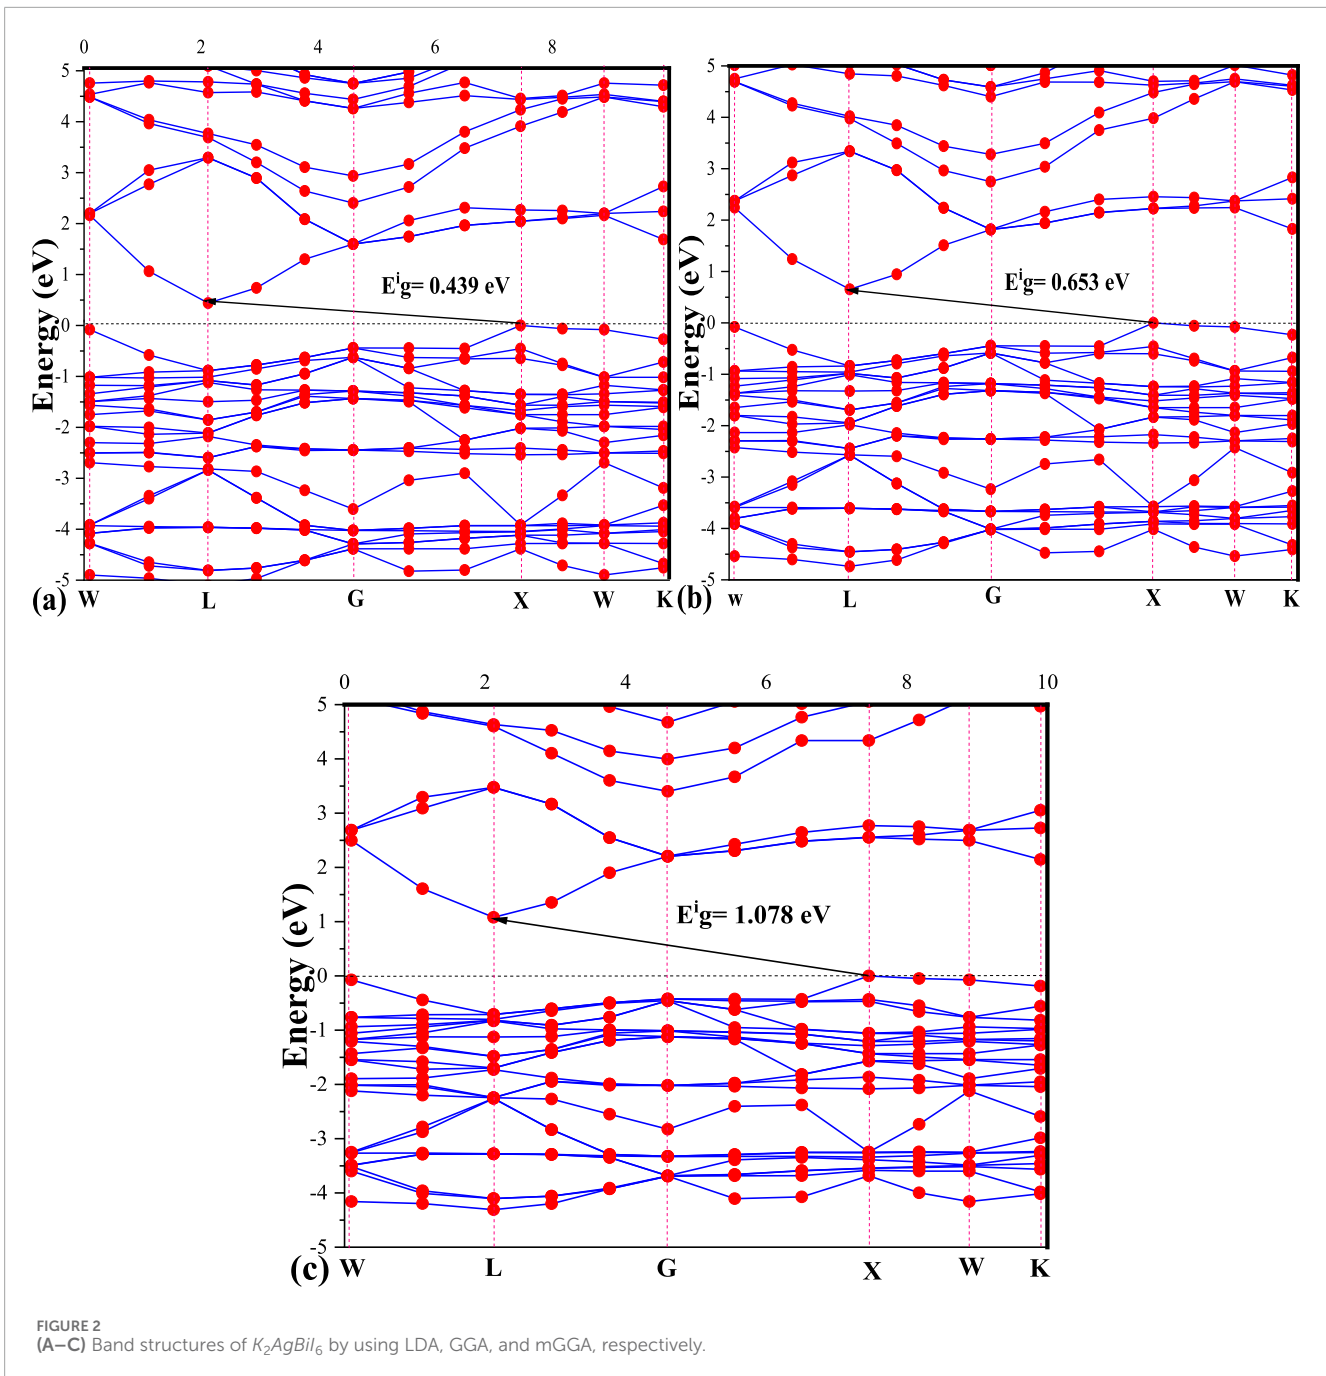 0 2 4 6 8
5
4
3
2
1
0
-1
-2
-3
-4
-5
Energy (eV)
E^i g= 0.439 eV
(a) W L G X W K
5
4
3
2
1
0
-1
-2
-3
-4
-5
Energy (eV)
E^i g= 0.653 eV
(b) W L G X W K
0 2 4 6 8 10
5
4
3
2
1
0
-1
-2
-3
-4
-5
Energy (eV)
E^i g= 1.078 eV
(c) W L G X W K
FIGURE 2
(A–C) Band structures of K₂AgBiI₆ by using LDA, GGA, and mGGA, respectively.